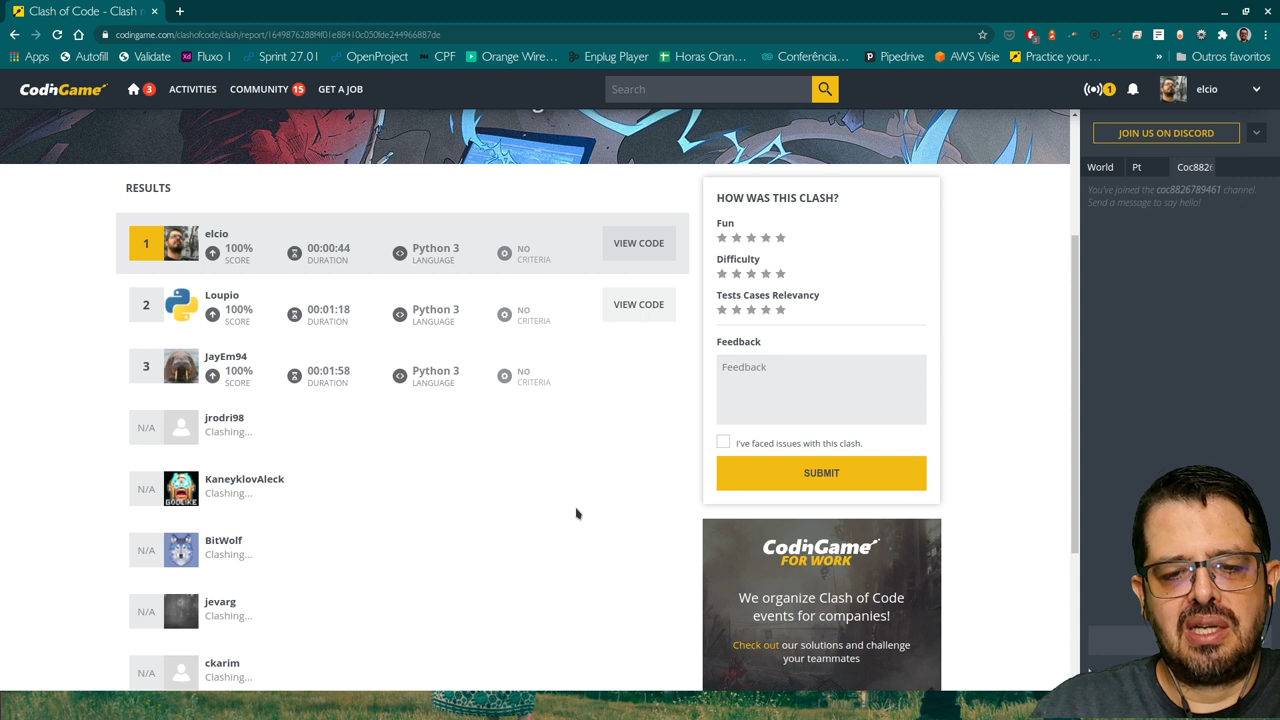 Clash of Code - Clash r
codingame.com/clashofcode/clash/report/1649876288f4f01e88410c050fde244966887de
Apps
Autofill
Validate
Fluxo 1
Sprint 27.01
OpenProject
CPF
Orange Wire...
Enplug Player
Horas Oran...
Conferência...
Pipedrive
AWS Visie
Practice your...
»
Outros favoritos
CodinGame
3
ACTIVITIES
COMMUNITY 15
GET A JOB
Search
1
elcio
JOIN US ON DISCORD
World
Pt
Coc8826
You've joined the coc8826789461 channel.
Send a message to say hello!
RESULTS
1
elcio
100%
SCORE
00:00:44
DURATION
Python 3
LANGUAGE
NO
CRITERIA
VIEW CODE
2
Loupio
100%
SCORE
00:01:18
DURATION
Python 3
LANGUAGE
NO
CRITERIA
VIEW CODE
3
JayEm94
100%
SCORE
00:01:58
DURATION
Python 3
LANGUAGE
NO
CRITERIA
N/A
jrodri98
Clashing...
N/A
GODLIKE
KaneyklovAleck
Clashing...
N/A
BitWolf
Clashing...
N/A
jevarg
Clashing...
N/A
ckarim
Clashing...
HOW WAS THIS CLASH?
Fun
Difficulty
Tests Cases Relevancy
Feedback
Feedback
I've faced issues with this clash.
SUBMIT
CodinGame
FOR WORK
We organize Clash of Code
events for companies!
Check out our solutions and challenge
your teammates